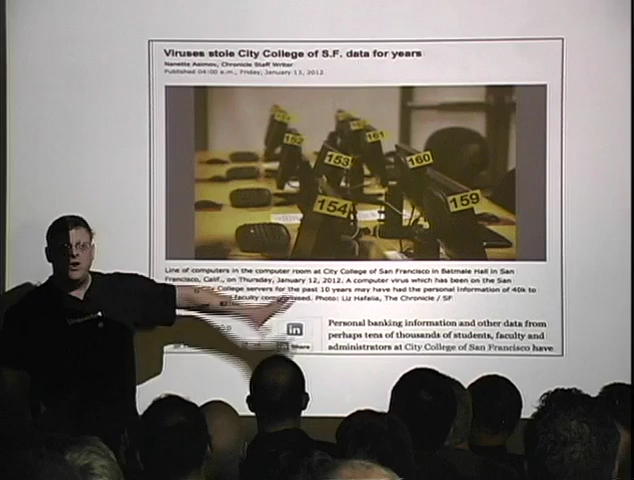 Viruses stole City College of S.F. data for years
Nanette Asimov, Chronicle Staff Writer
Published 04:00 a.m., Friday, January 13, 2012
151
152
153
154
161
160
159
Line of computers in the computer room at City College of San Francisco in Batmale Hall in San
Francisco, Calif., on Thursday, January 12, 2012. A computer virus which has been on the San
City College servers for the past 10 years may have had the personal information of 40k to
faculty compromised. Photo: Liz Hafalia, The Chronicle / SF
in
Share
Personal banking information and other data from
perhaps tens of thousands of students, faculty and
administrators at City College of San Francisco have